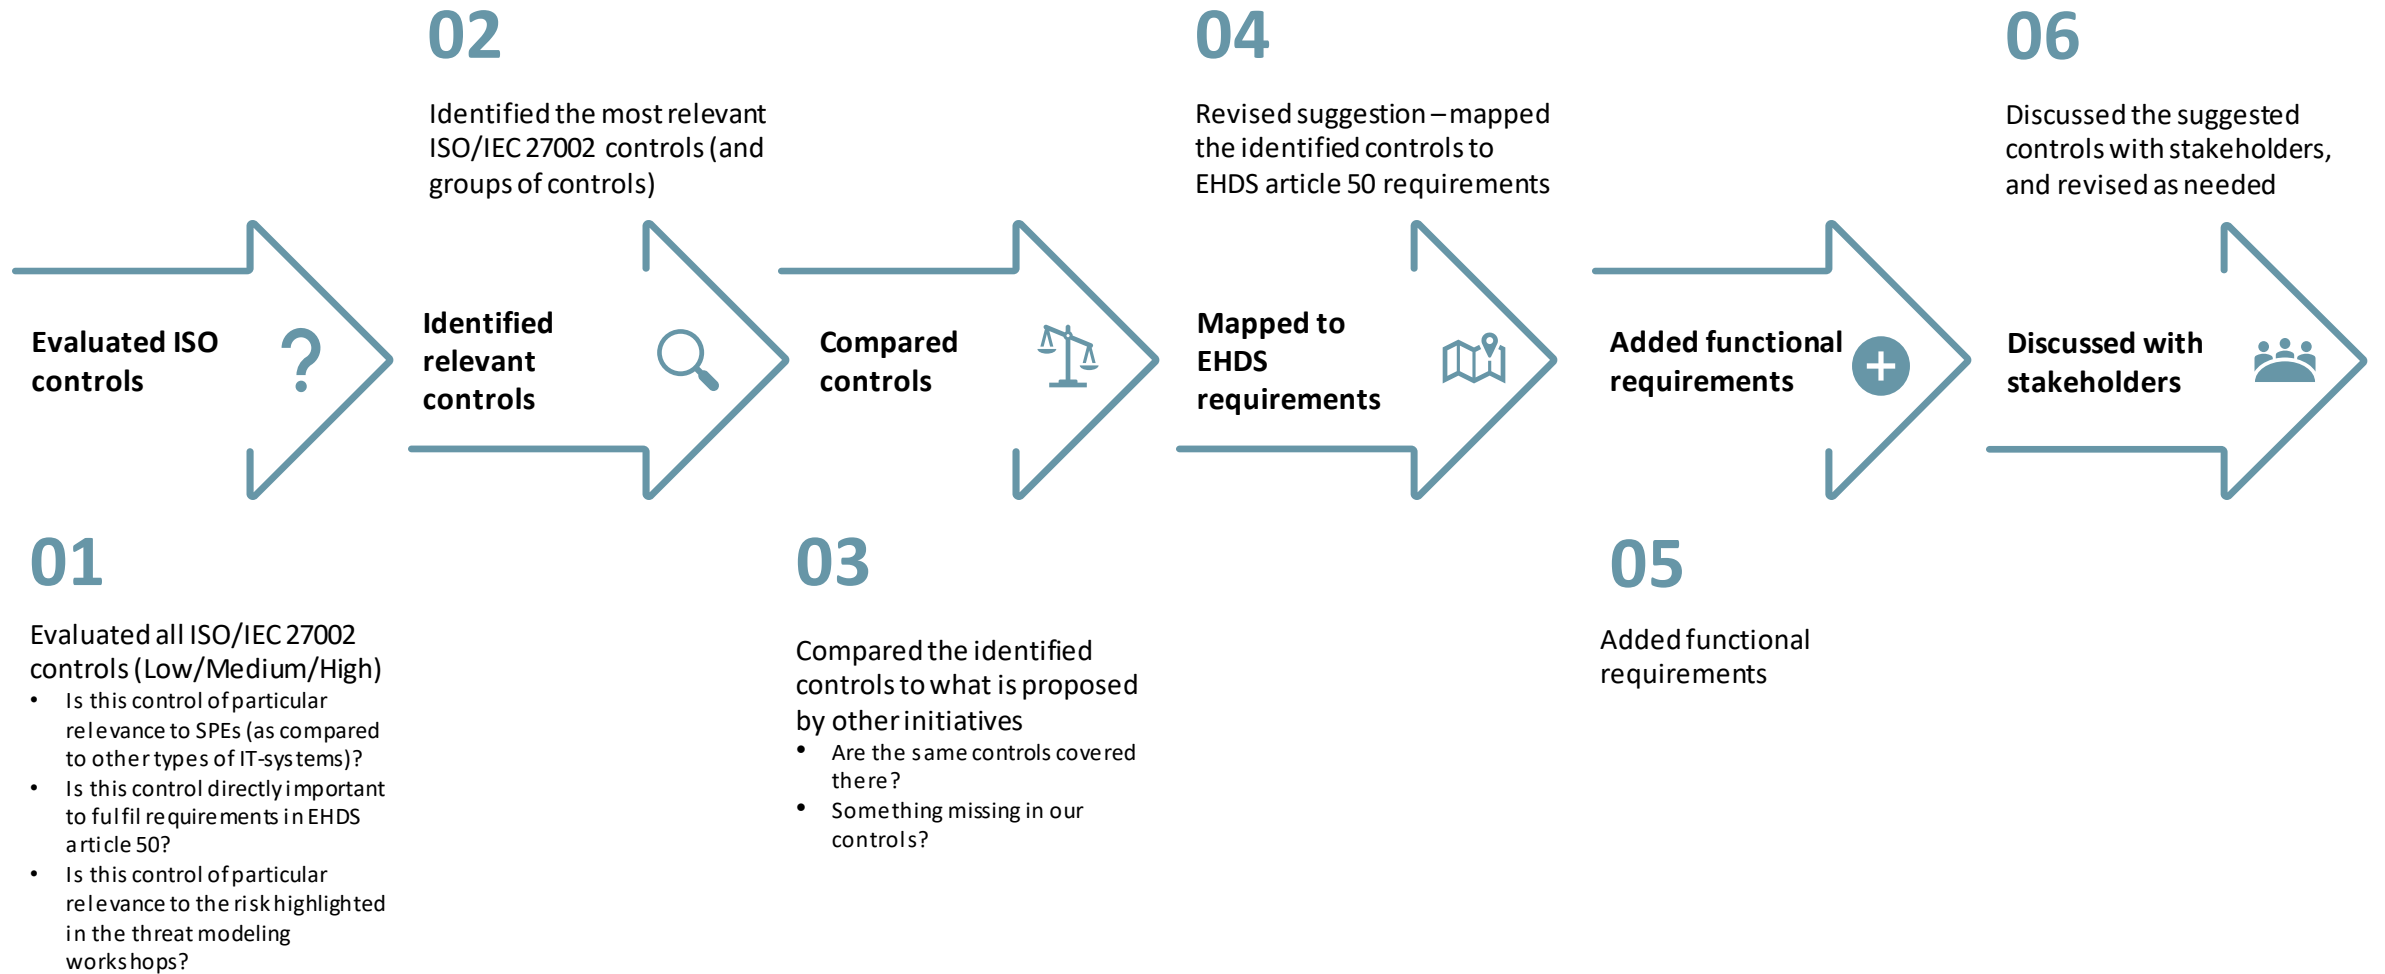 02
Identified the most relevant
ISO/IEC 27002 controls (and
groups of controls)
04
Revised suggestion – mapped
the identified controls to
EHDS article 50 requirements
06
Discussed the suggested
controls with stakeholders,
and revised as needed
Evaluated ISO
controls
Identified
relevant
controls
Compared
controls
Mapped to
EHDS
requirements
Added functional
requirements
Discussed with
stakeholders
01
Evaluated all ISO/IEC 27002
controls (Low/Medium/High)
• Is this control of particular
relevance to SPEs (as compared
to other types of IT-systems)?
• Is this control directly important
to fulfil requirements in EHDS
article 50?
• Is this control of particular
relevance to the risk highlighted
in the threat modeling
workshops?
03
Compared the identified
controls to what is proposed
by other initiatives
• Are the same controls covered
there?
• Something missing in our
controls?
05
Added functional
requirements